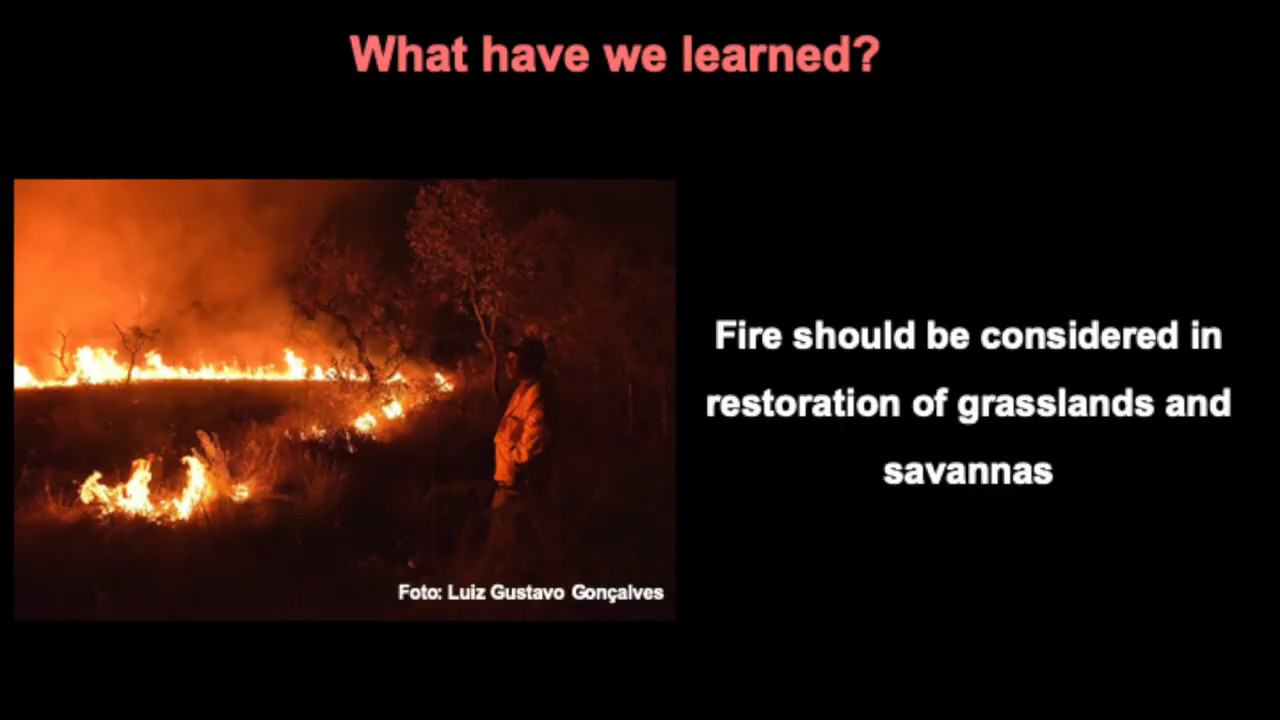 What have we learned?
Fire should be considered in
restoration of grasslands and
savannas
Foto: Luiz Gustavo Gonçalves